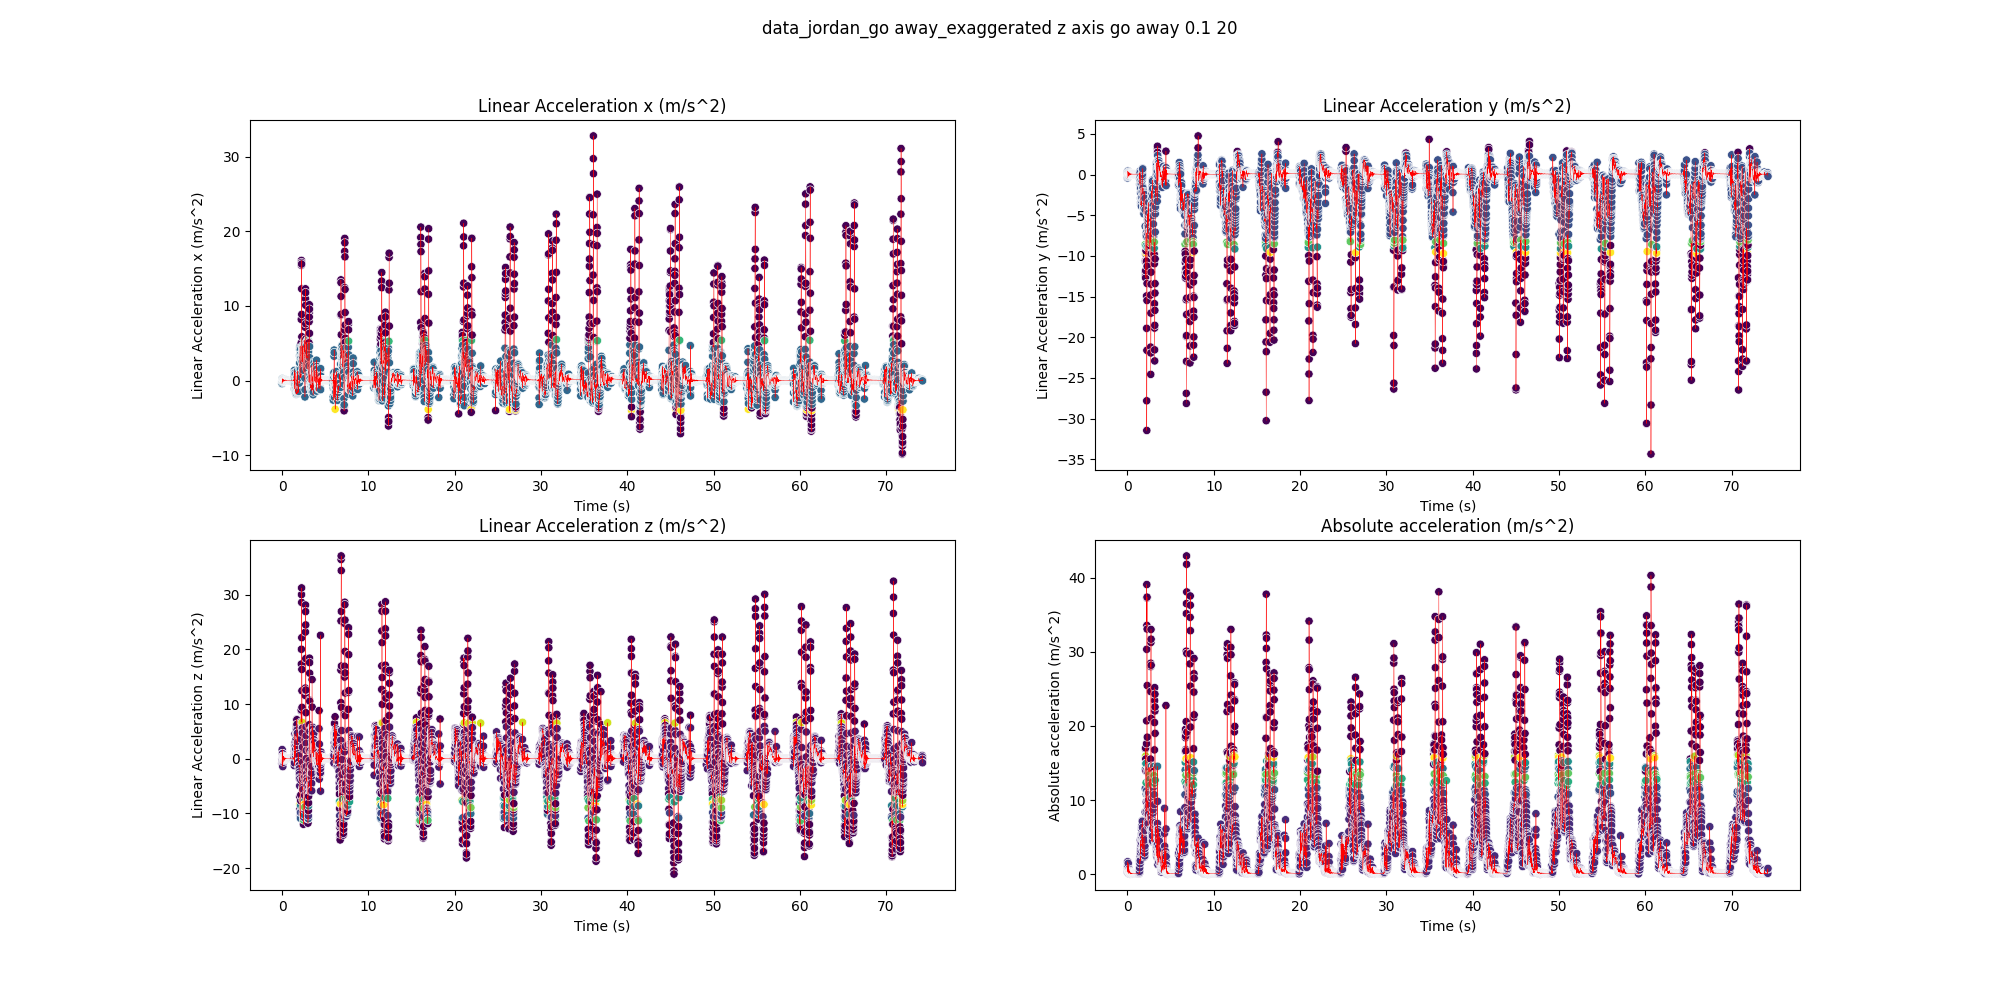 data_jordan_go away_exaggerated z axis go away 0.1 20
Linear Acceleration x (m/s^2)
Linear Acceleration x (m/s^2)
30
20
10
0
−10
0 10 20 30 40 50 60 70
Time (s)
Linear Acceleration y (m/s^2)
Linear Acceleration y (m/s^2)
5
0
−5
−10
−15
−20
−25
−30
−35
0 10 20 30 40 50 60 70
Time (s)
Linear Acceleration z (m/s^2)
Linear Acceleration z (m/s^2)
30
20
10
0
−10
−20
0 10 20 30 40 50 60 70
Time (s)
Absolute acceleration (m/s^2)
Absolute acceleration (m/s^2)
40
30
20
10
0
0 10 20 30 40 50 60 70
Time (s)